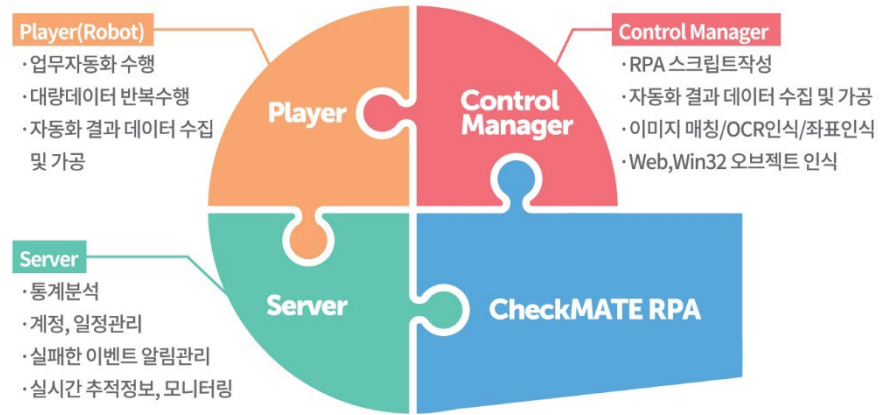 Player(Robot)
·업무자동화 수행
·대량데이터 반복수행
·자동화 결과 데이터 수집
및 가공
Control Manager
·RPA 스크립트작성
·자동화 결과 데이터 수집 및 가공
·이미지 매칭/OCR인식/좌표인식
·Web,Win32 오브젝트 인식
Player
Control
Manager
Server
·통계분석
·계정, 일정관리
·실패한 이벤트 알림관리
·실시간 추적정보, 모니터링
Server
CheckMATE RPA